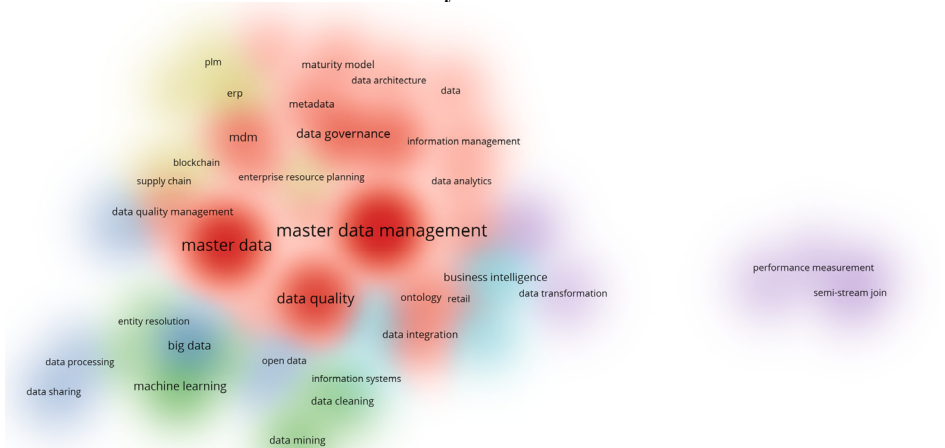 plm
maturity model
data architecture
erp
data
metadata
mdm
data governance
information management
blockchain
supply chain
enterprise resource planning
data analytics
data quality management
master data management
master data
performance measurement
business intelligence
data quality
ontology
retail
data transformation
semi-stream join
entity resolution
data integration
big data
data processing
open data
information systems
data sharing
machine learning
data cleaning
data mining